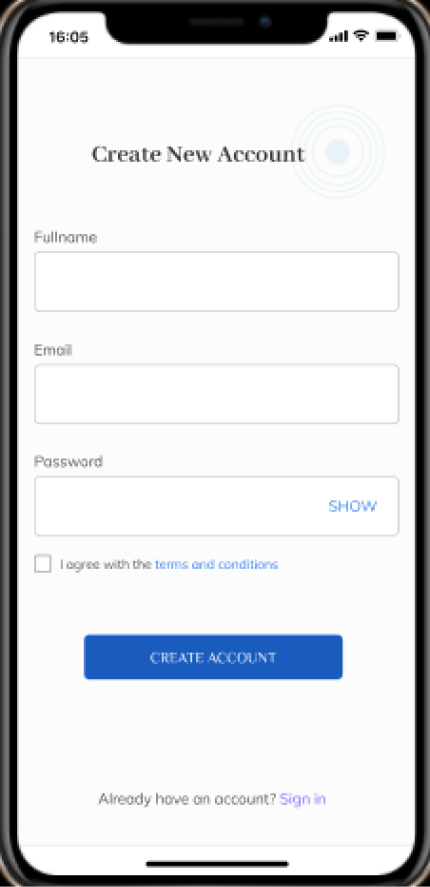 16:05
Create New Account
Fullname
Email
Password
SHOW
I agree with the terms and conditions
CREATE ACCOUNT
Already have an account? Sign in